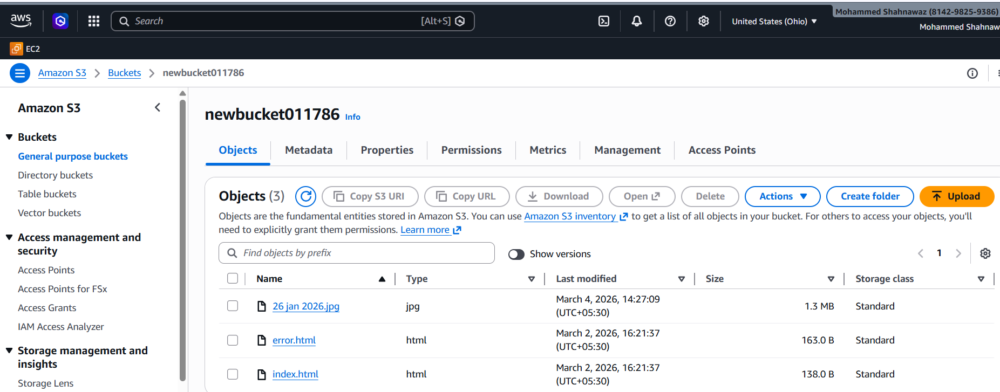 aws
Search [Alt+S]
United States (Ohio)
Mohammed Shahnawaz (8142-9825-9386)
Mohammed Shahnaw
EC2
Amazon S3 Buckets newbucket011786
Amazon S3
Buckets
General purpose buckets
Directory buckets
Table buckets
Vector buckets
Access management and
security
Access Points
Access Points for FSx
Access Grants
IAM Access Analyzer
Storage management and
insights
Storage Lens
newbucket011786 Info
Objects Metadata Properties Permissions Metrics Management Access Points
Objects (3) Copy S3 URI Copy URL Download Open Delete Actions Create folder Upload
Objects are the fundamental entities stored in Amazon S3. You can use Amazon S3 inventory to get a list of all objects in your bucket. For others to access your objects, you'll
need to explicitly grant them permissions. Learn more
Find objects by prefix Show versions 1
Name Type Last modified Size Storage class
26 jan 2026.jpg jpg March 4, 2026, 14:27:09 (UTC+05:30) 1.3 MB Standard
error.html html March 2, 2026, 16:21:37 (UTC+05:30) 163.0 B Standard
index.html html March 2, 2026, 16:21:37 (UTC+05:30) 138.0 B Standard